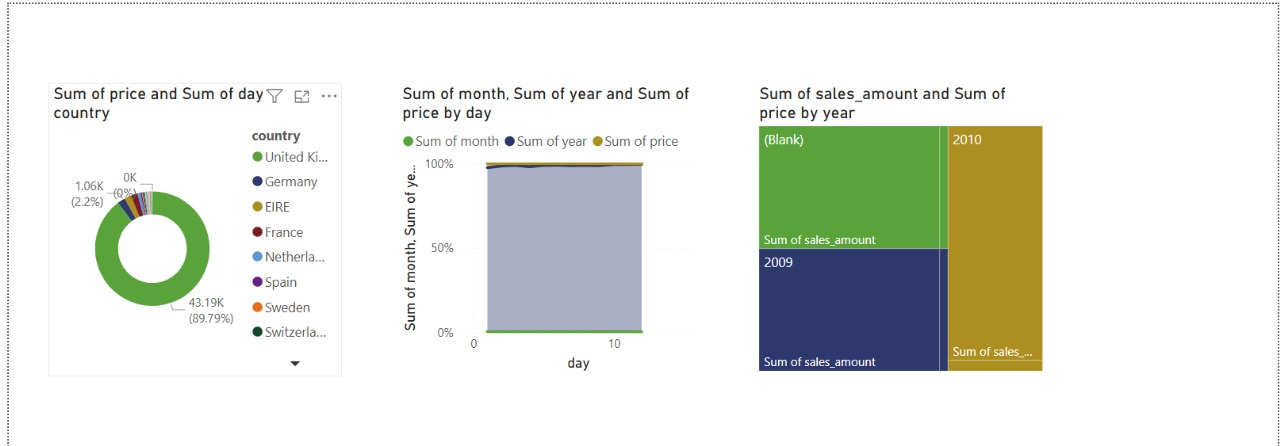 Sum of price and Sum of day
country
country
United Ki...
Germany
EIRE
France
Netherla...
Spain
Sweden
Switzerla...
0K
(0%)
1.06K
(2.2%)
43.19K
(89.79%)
Sum of month, Sum of year and Sum of
price by day
Sum of month Sum of year Sum of price
Sum of month, Sum of ye...
100%
50%
0%
0 10
day
Sum of sales_amount and Sum of
price by year
(Blank)
Sum of sales_amount
2009
Sum of sales_amount
2010
Sum of sales_...